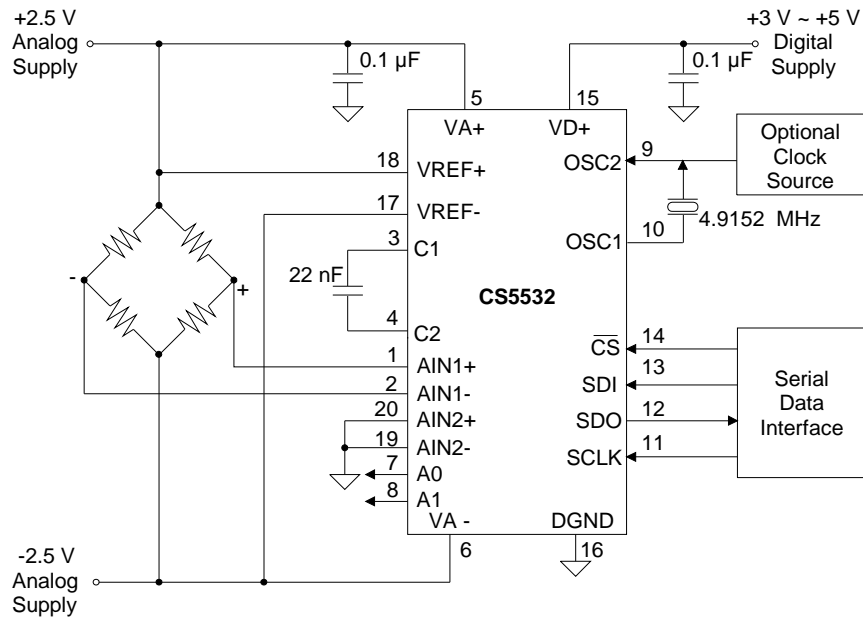 +2.5 V
Analog
Supply
+3 V ~ +5 V
Digital
Supply
0.1 µF
0.1 µF
5
15
VA+
VD+
Optional
Clock
Source
18
VREF+
OSC2
9
17
VREF-
4.9152 MHz
3
C1
OSC1
10
-
+
22 nF
CS5532
4
C2
1
AIN1+
CS
14
2
AIN1-
SDI
13
20
AIN2+
SDO
12
19
AIN2-
SCLK
11
Serial
Data
Interface
7
A0
8
A1
VA -
DGND
6
16
-2.5 V
Analog
Supply